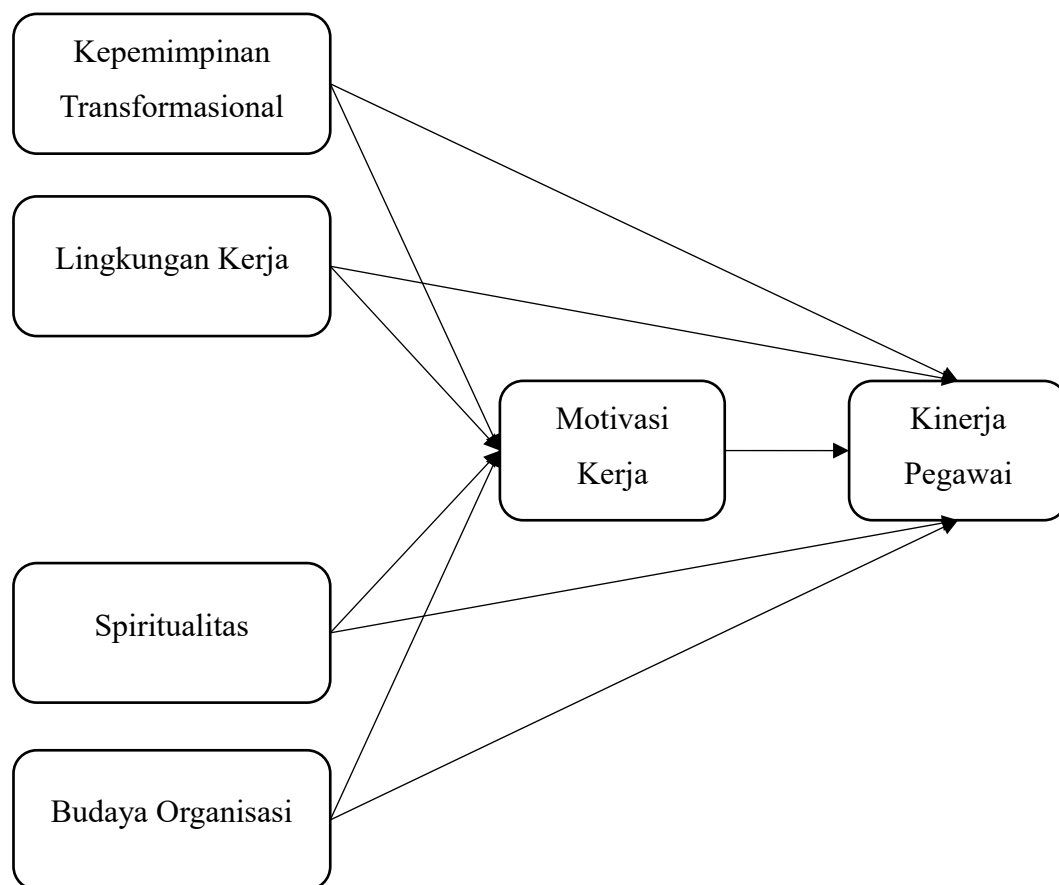 Kepemimpinan
Transformasional
Lingkungan Kerja
Motivasi
Kerja
Kinerja
Pegawai
Spiritualitas
Budaya Organisasi